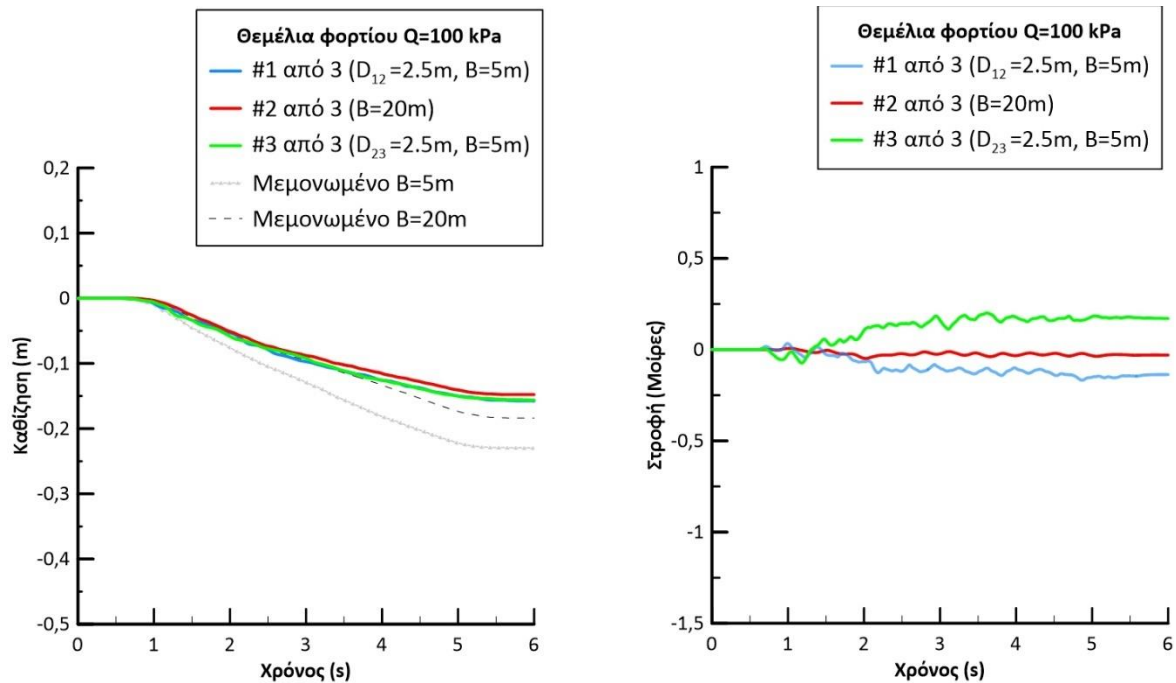 Θεμέλια φορτίου Q=100 kPa
#1 από 3 (D12=2.5m, B=5m)
#2 από 3 (B=20m)
#3 από 3 (D23=2.5m, B=5m)
Μεμονωμένο B=5m
Μεμονωμένο B=20m
0,2
0,1
0
-0,1
-0,2
-0,3
-0,4
-0,5
Καθίζηση (m)
0 1 2 3 4 5 6
Χρόνος (s)
Θεμέλια φορτίου Q=100 kPa
#1 από 3 (D12=2.5m, B=5m)
#2 από 3 (B=20m)
#3 από 3 (D23=2.5m, B=5m)
1
0,5
0
-0,5
-1
-1,5
Στροφή (Μοίρες)
0 1 2 3 4 5 6
Χρόνος (s)